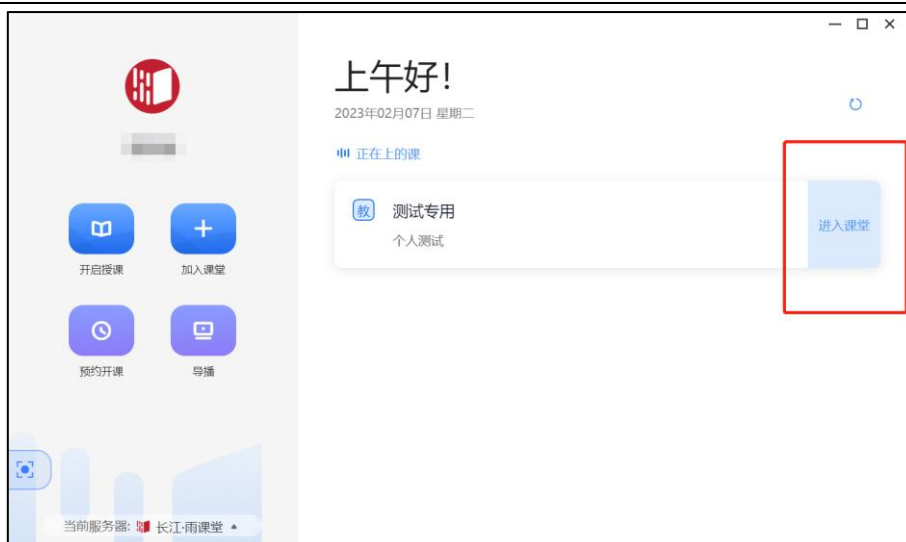 上午好!
2023年02月07日 星期二
正在上的课
教 测试专用
个人测试
进入课堂
开启授课 加入课堂
预约开课 导播
当前服务器: 长江·雨课堂